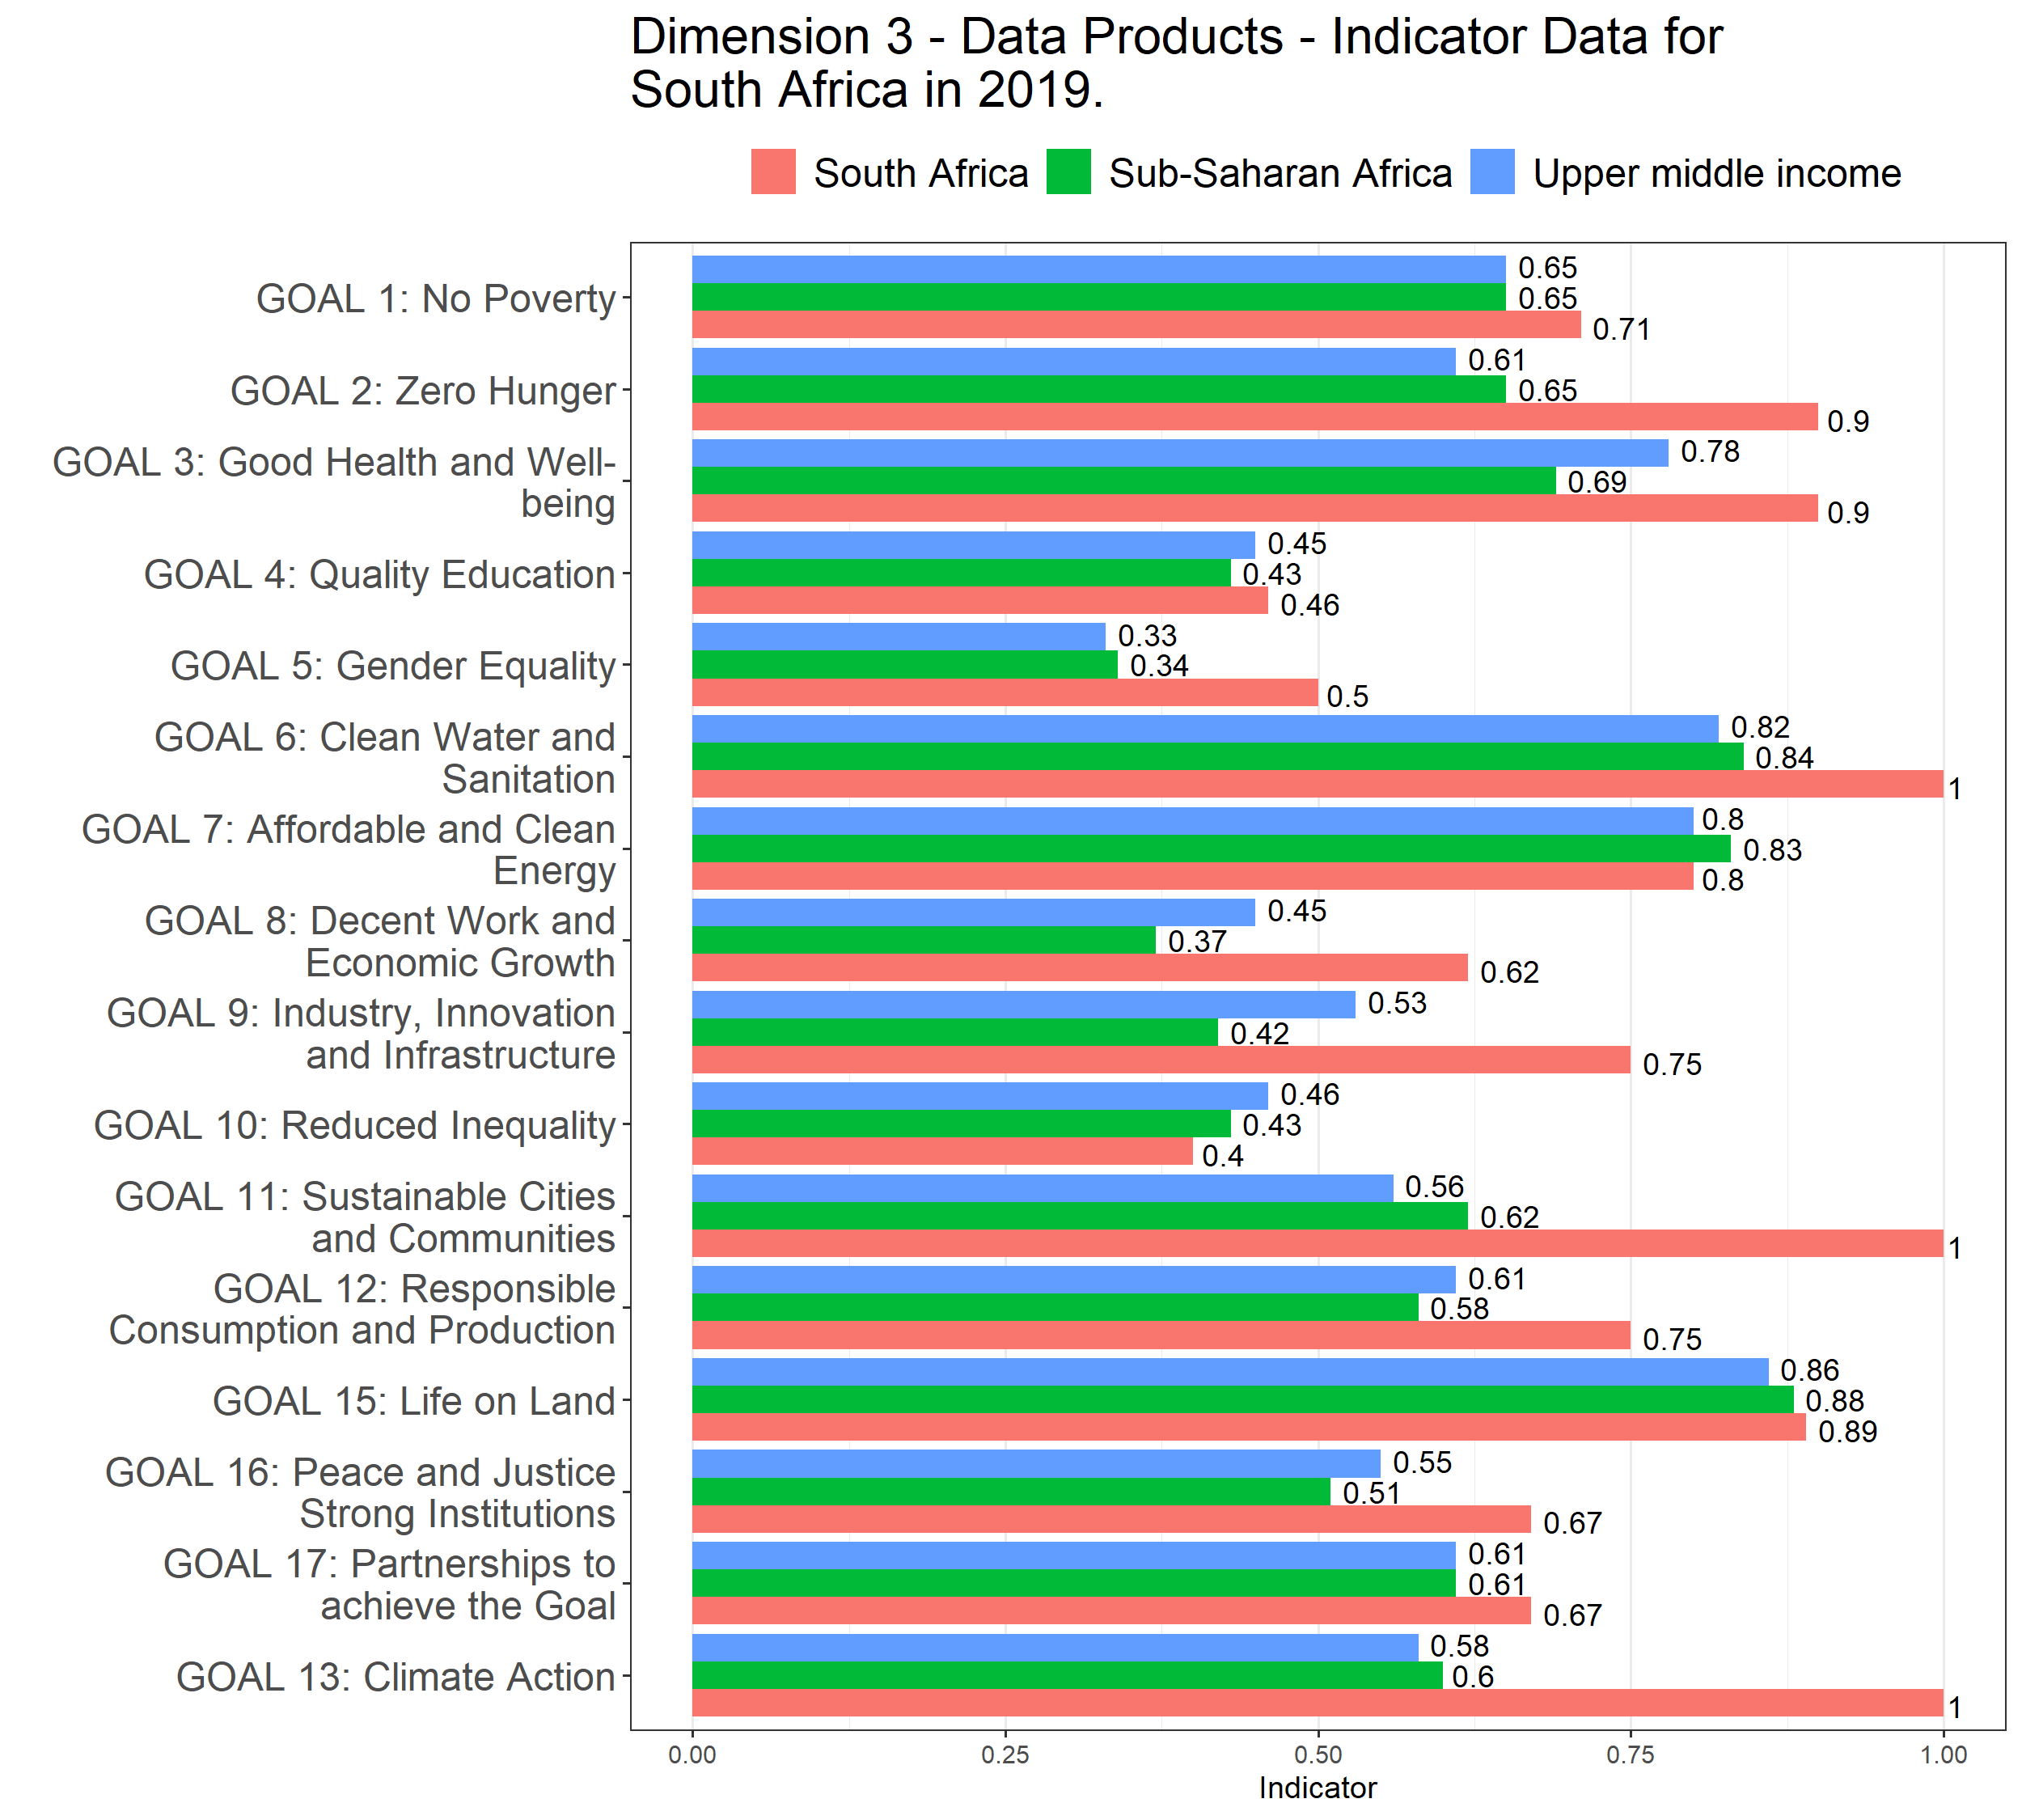 Dimension 3 - Data Products - Indicator Data for
South Africa in 2019.
South Africa Sub-Saharan Africa Upper middle income
GOAL 1: No Poverty
0.65
0.65
0.71
GOAL 2: Zero Hunger
0.61
0.65
0.9
GOAL 3: Good Health and Well-
being
0.78
0.69
0.9
GOAL 4: Quality Education
0.45
0.43
0.46
GOAL 5: Gender Equality
0.33
0.34
0.5
GOAL 6: Clean Water and
Sanitation
0.82
0.84
1
GOAL 7: Affordable and Clean
Energy
0.8
0.83
0.8
GOAL 8: Decent Work and
Economic Growth
0.45
0.37
0.62
GOAL 9: Industry, Innovation
and Infrastructure
0.53
0.42
0.75
GOAL 10: Reduced Inequality
0.46
0.43
0.4
GOAL 11: Sustainable Cities
and Communities
0.56
0.62
1
GOAL 12: Responsible
Consumption and Production
0.61
0.58
0.75
GOAL 15: Life on Land
0.86
0.88
0.89
GOAL 16: Peace and Justice
Strong Institutions
0.55
0.51
0.67
GOAL 17: Partnerships to
achieve the Goal
0.61
0.61
0.67
GOAL 13: Climate Action
0.58
0.6
1
0.00 0.25 0.50 0.75 1.00
Indicator